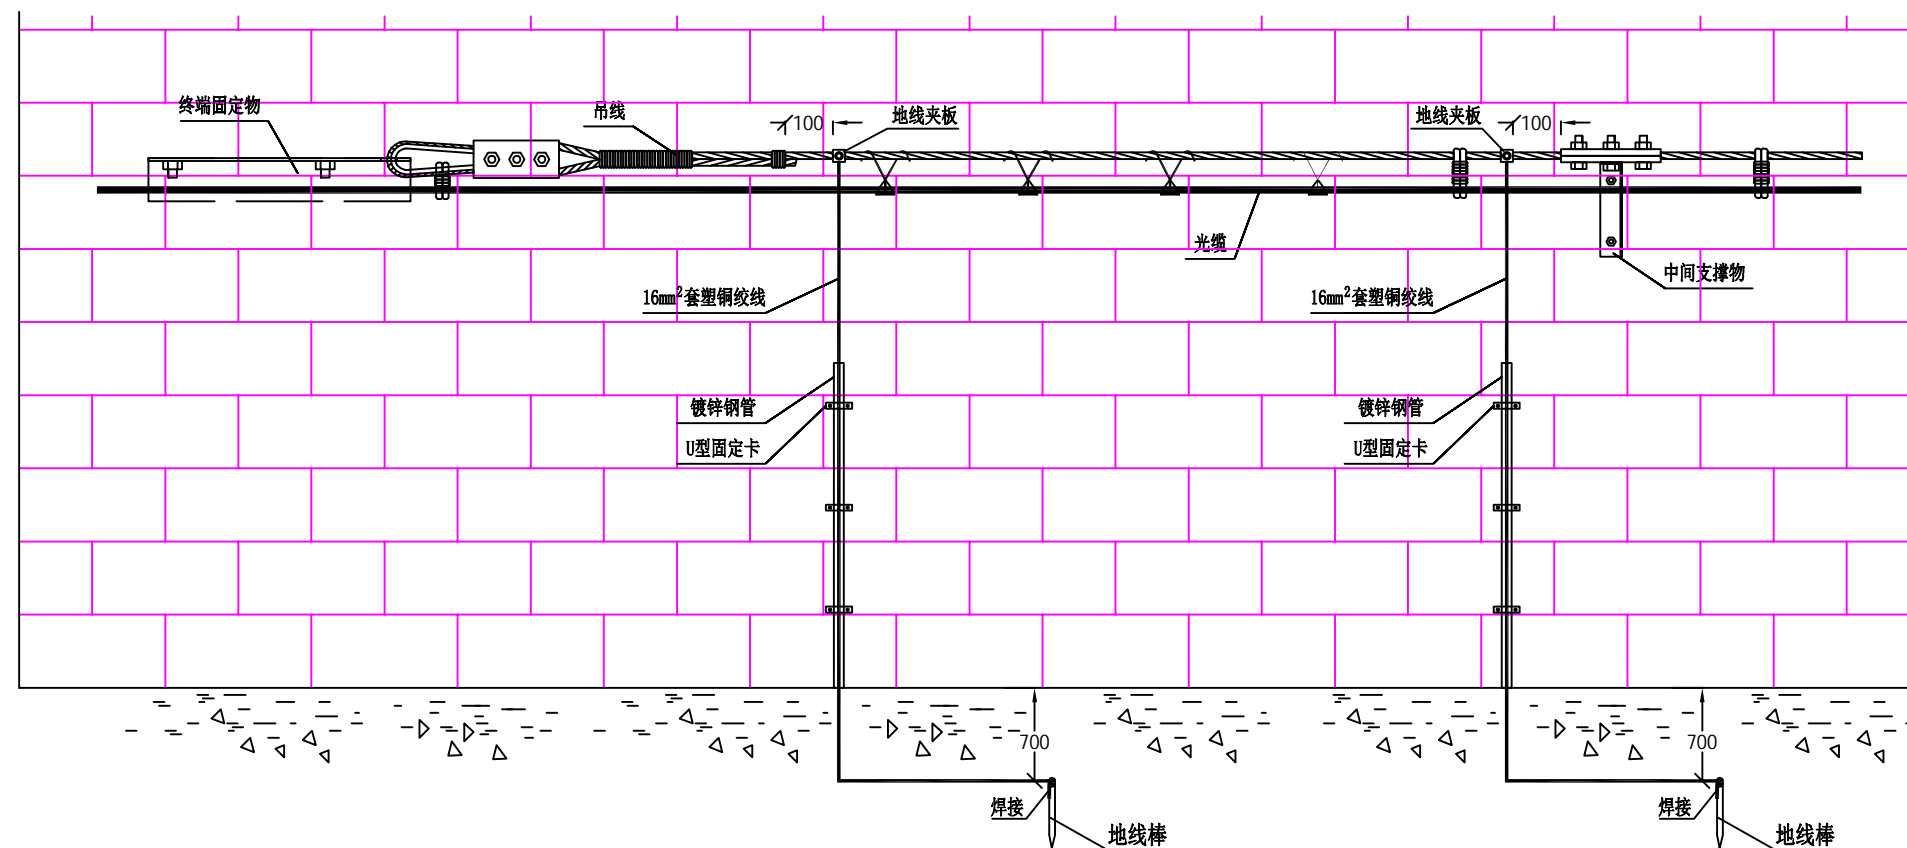 终端固定物
吊线
100
地线夹板
地线夹板
100
光缆
中间支撑物
16mm²套塑铜绞线
16mm²套塑铜绞线
镀锌钢管
镀锌钢管
U型固定卡
U型固定卡
700
700
焊接
焊接
地线棒
地线棒